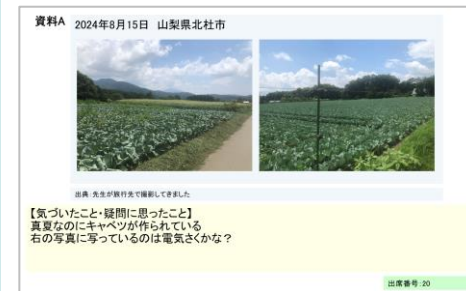 資料A
2024年8月15日 山梨県北杜市
出典:先生が旅行先で撮影してきました
【気づいたこと・疑問に思ったこと】
真夏なのにキャベツが作られている
右の写真に写っているのは電気さくかな？
出席番号:20